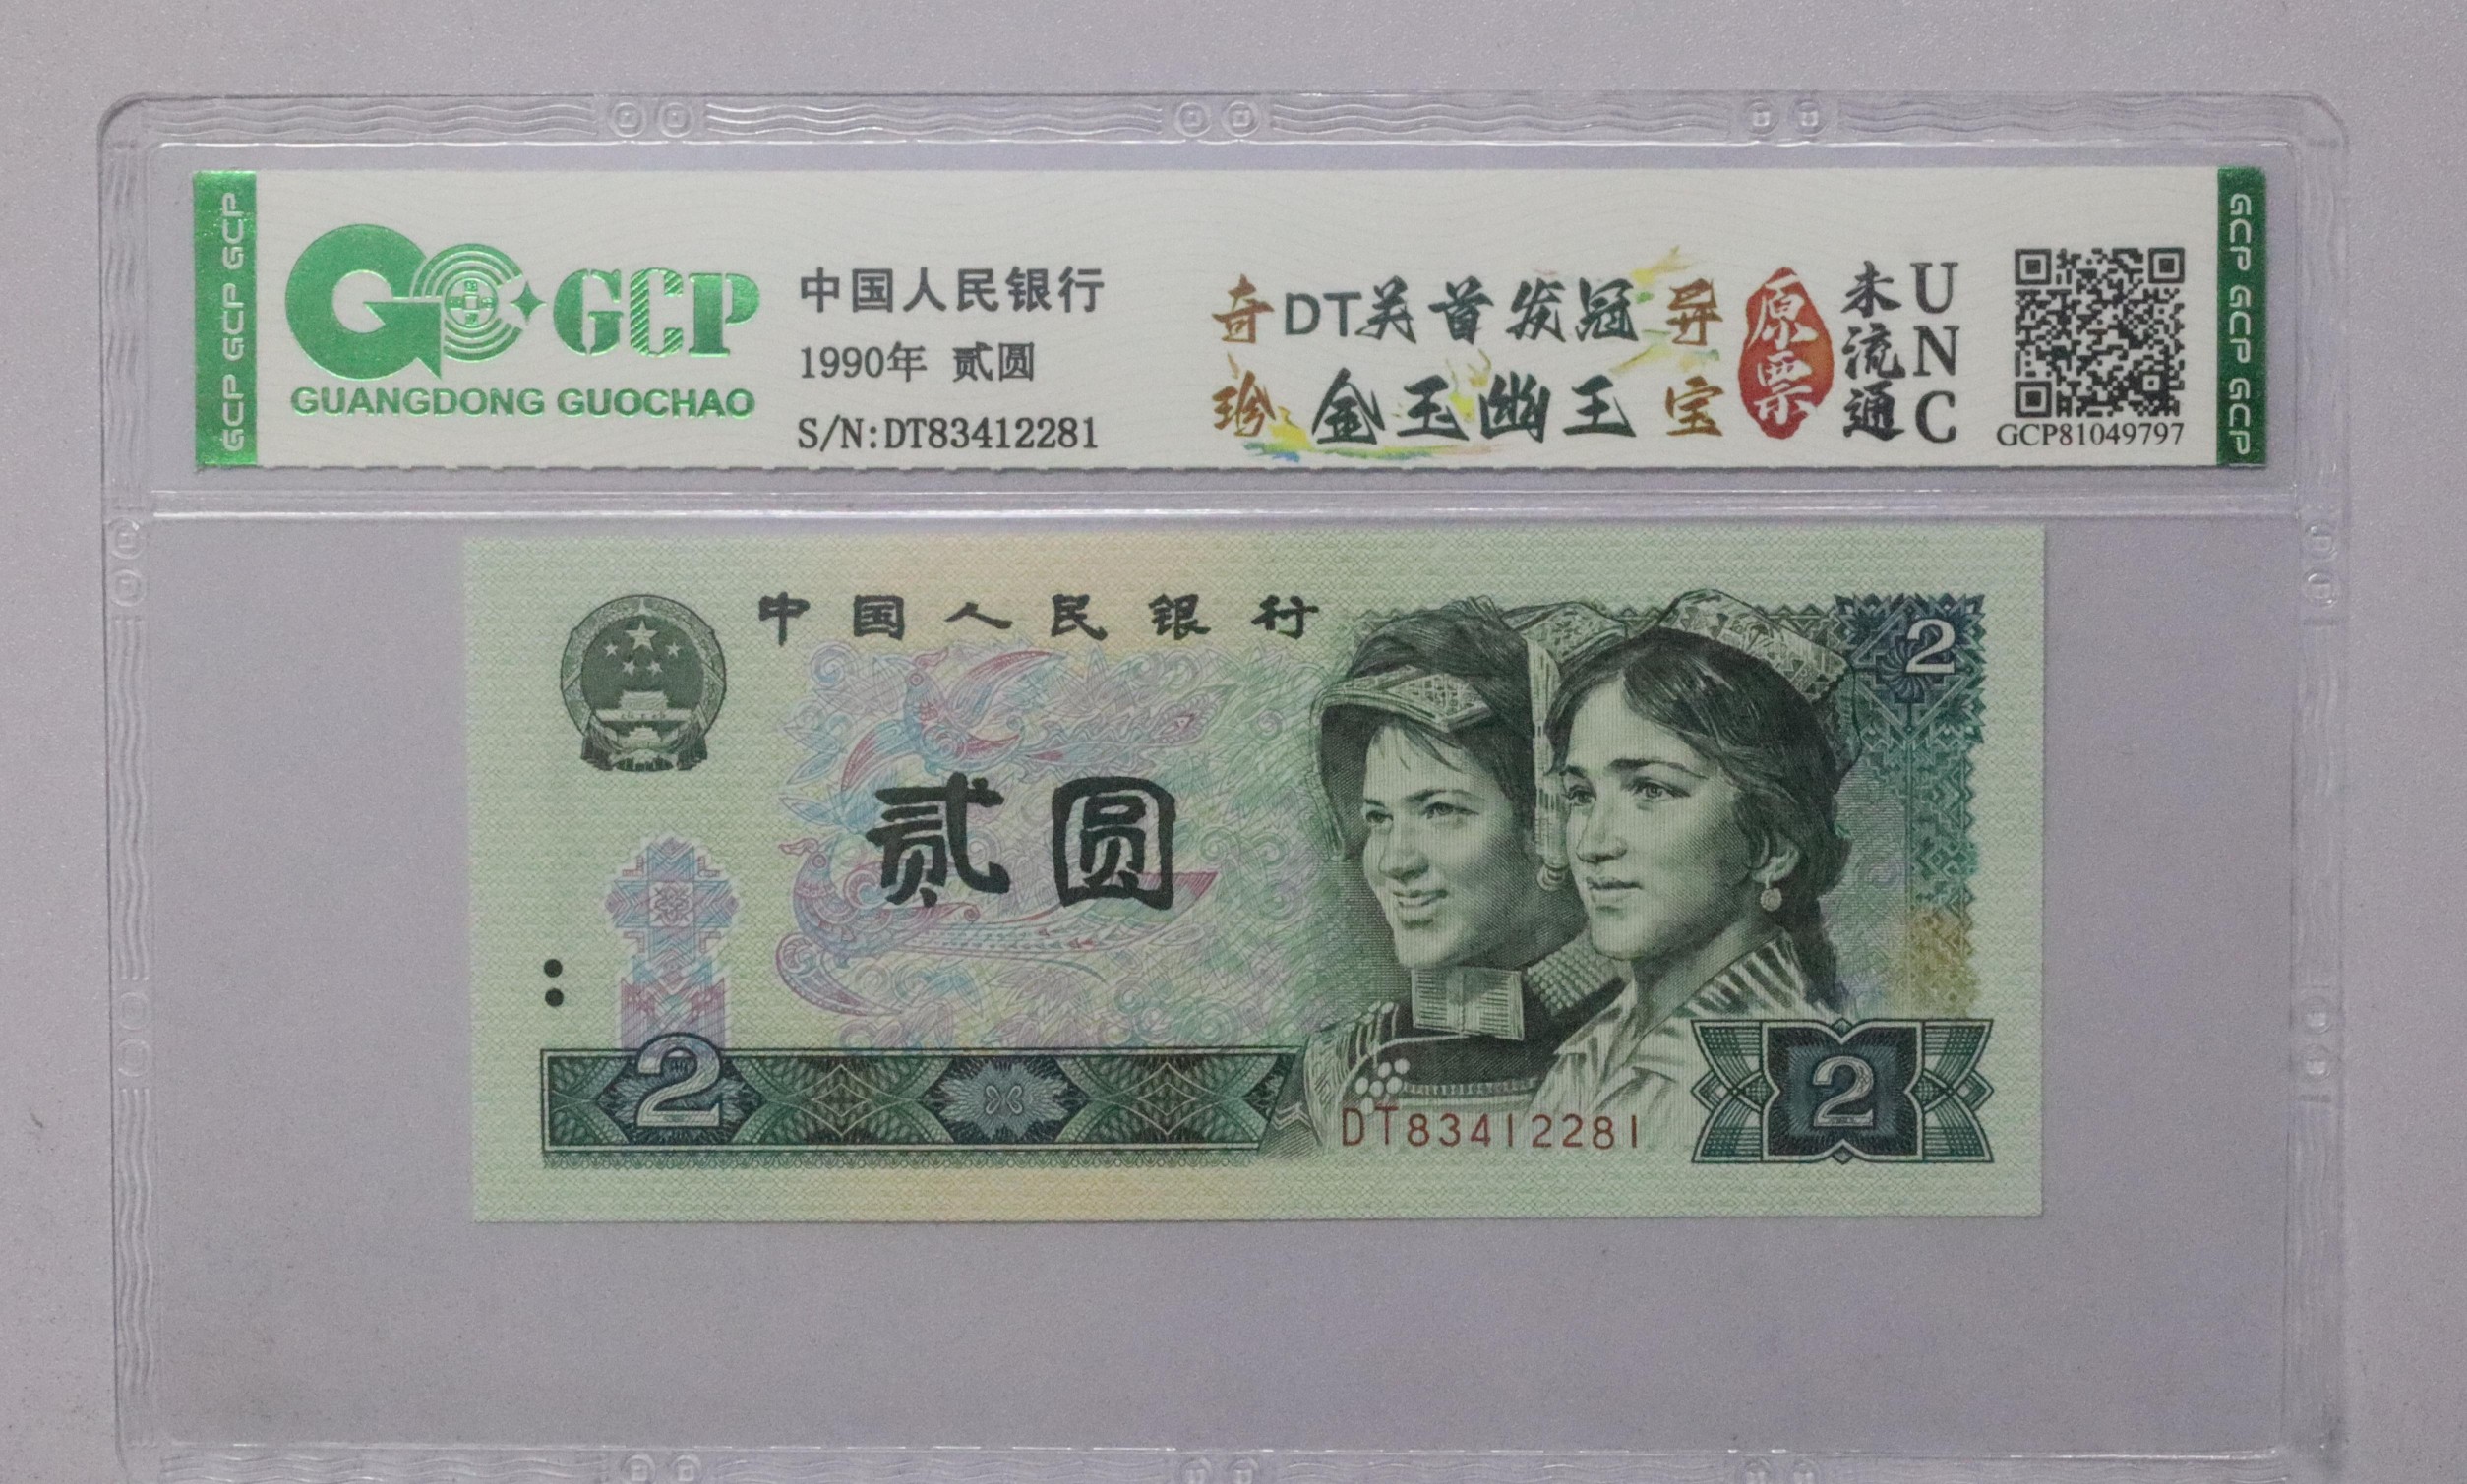 GCP GCP GCP
GCP
GUANGDONG GUOCHAO
中国人民银行
1990年 贰圆
S/N:DT83412281
奇DT关首发冠异
珍金玉幽王宝
原票
未流通
UNC
GCP81049797
GCP GCP GCP
中国人民银行
2
贰圆
2
DT83412281
2